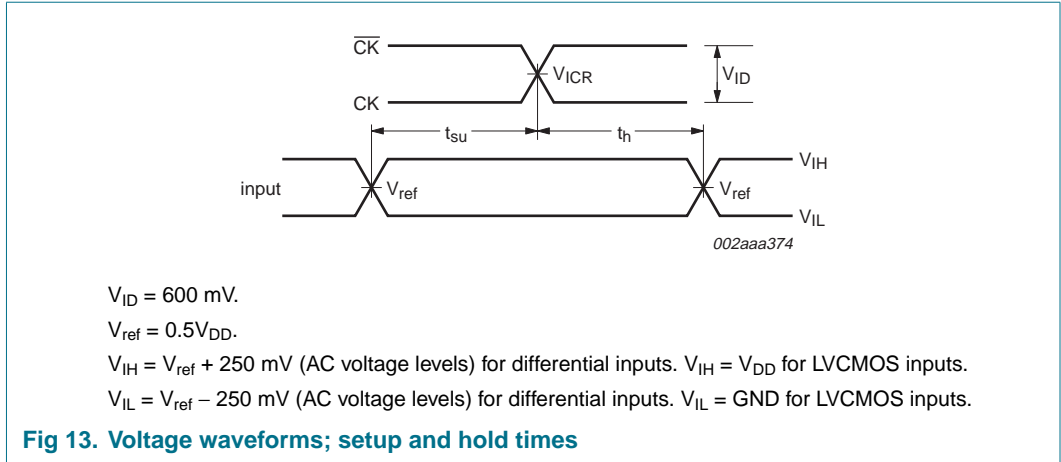 CK
VICR
VID
CK
tsu
th
VIH
input
Vref
Vref
VIL
002aaa374
VID = 600 mV.
Vref = 0.5VDD.
VIH = Vref + 250 mV (AC voltage levels) for differential inputs. VIH = VDD for LVCMOS inputs.
VIL = Vref − 250 mV (AC voltage levels) for differential inputs. VIL = GND for LVCMOS inputs.
Fig 13. Voltage waveforms; setup and hold times